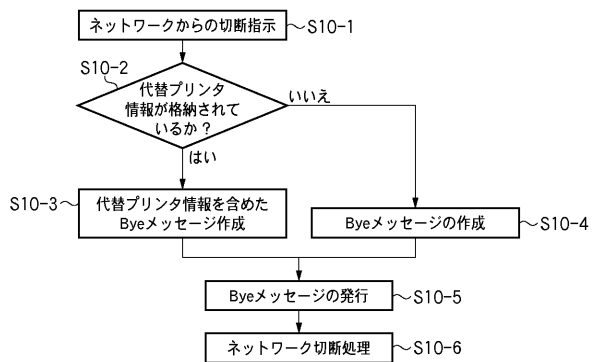 ネットワークからの切断指示
S10-1
S10-2
代替プリンタ
情報が格納されて
いるか？
いいえ
はい
S10-3
代替プリンタ情報を含めた
Byeメッセージ作成
Byeメッセージの作成
S10-4
Byeメッセージの発行
S10-5
ネットワーク切断処理
S10-6